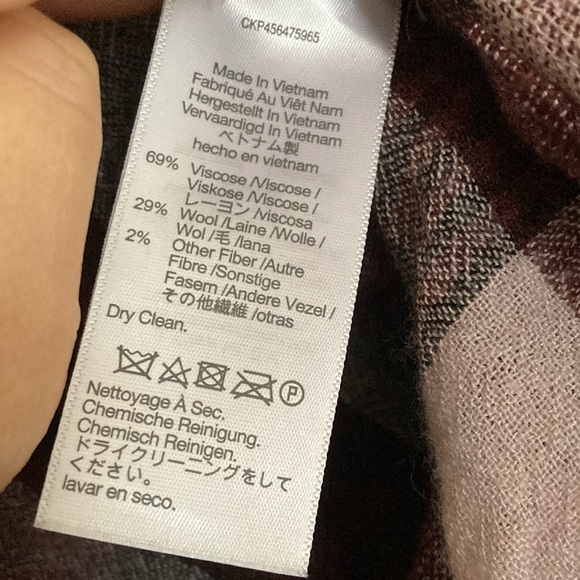 CKP456475965
Made In Vietnam
Fabriqué Au Viêt Nam
Hergestellt In Vietnam
Vervaardigd In Vietnam
ベトナム製
hecho en vietnam
69% Viscose /Viscose /
Viskose /Viscose /
レーヨン /viscosa
29% Wool /Laine /Wolle /
Wol /毛 /lana
2% Other Fiber /Autre
Fibre /Sonstige
Fasern /Andere Vezel /
その他繊維 /otras
Dry Clean.
P
Nettoyage À Sec.
Chemische Reinigung.
Chemisch Reinigen.
ドライクリーニングをして
ください。
lavar en seco.